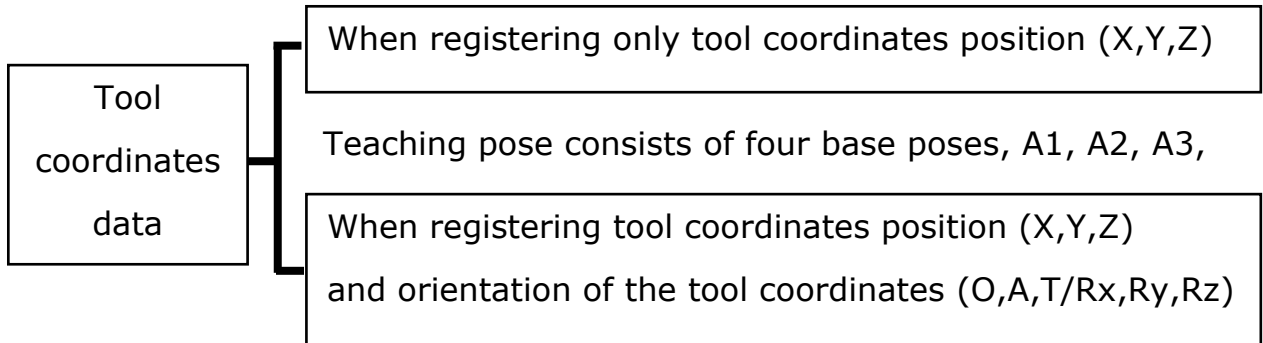 Tool
coordinates
data
When registering only tool coordinates position (X,Y,Z)
Teaching pose consists of four base poses, A1, A2, A3,
When registering tool coordinates position (X,Y,Z)
and orientation of the tool coordinates (O,A,T/Rx,Ry,Rz)